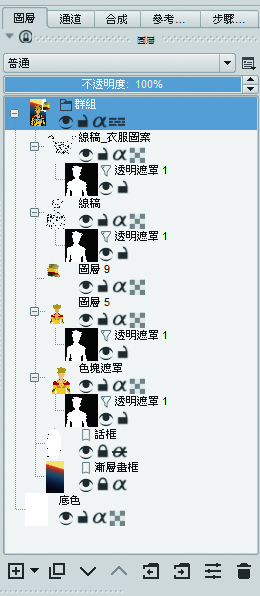 圖層 通道 合成 參考... 步驟...
普通
不透明度: 100%
群組
線稿_衣服圖案
透明遮罩 1
線稿
透明遮罩 1
圖層 9
圖層 5
透明遮罩 1
色塊遮罩
透明遮罩 1
話框
漸層畫框
底色